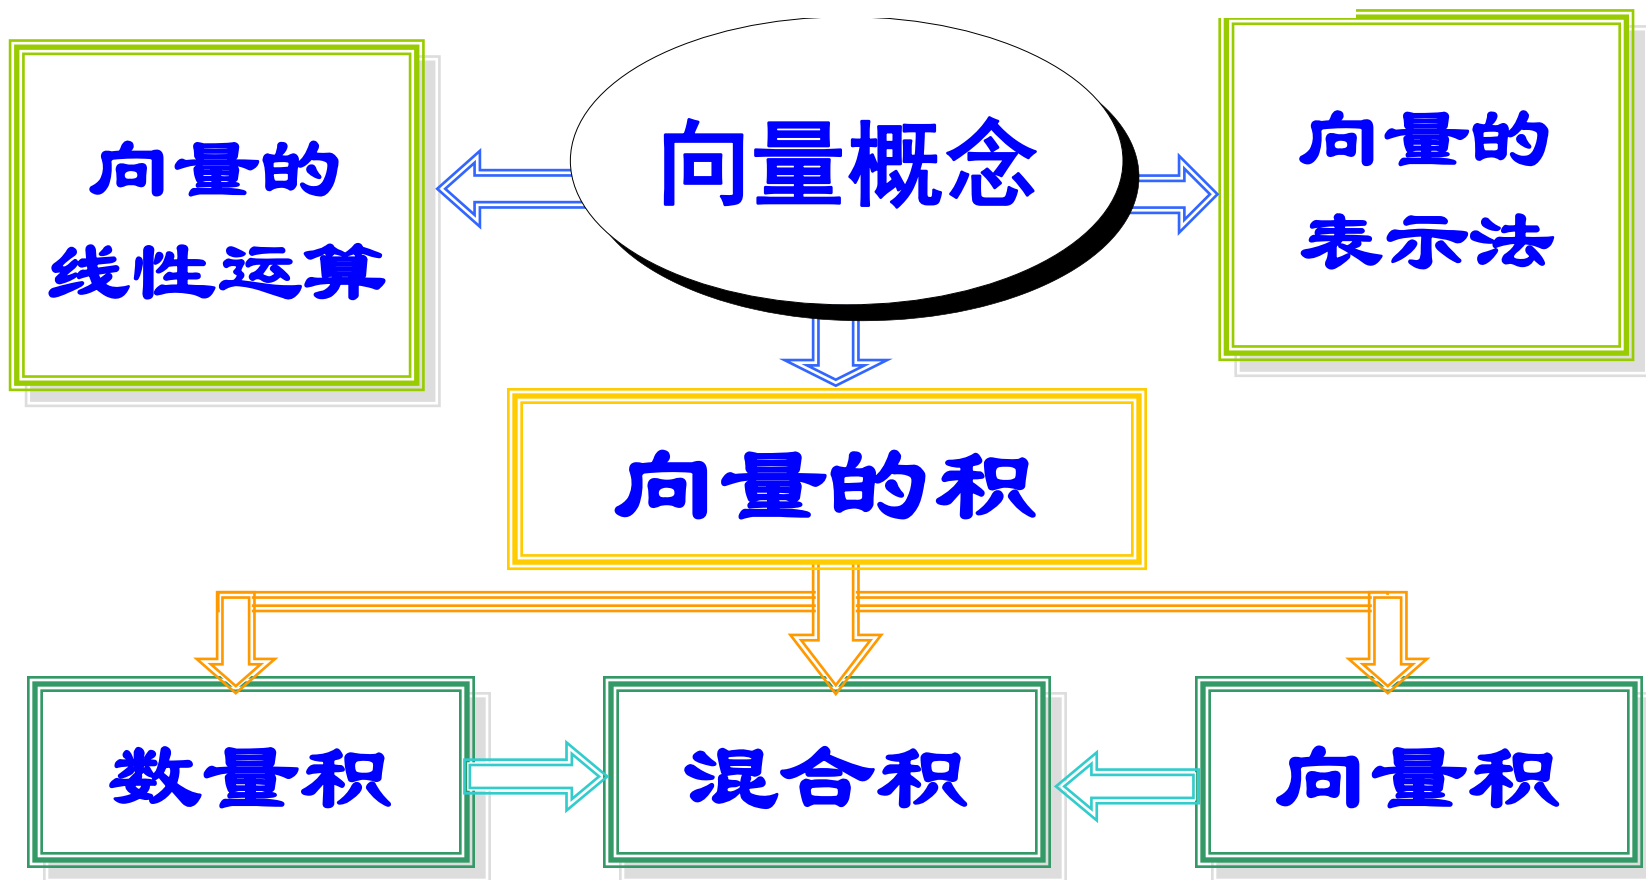 向量概念
向量的
线性运算
向量的
表示法
向量的积
数量积
混合积
向量积